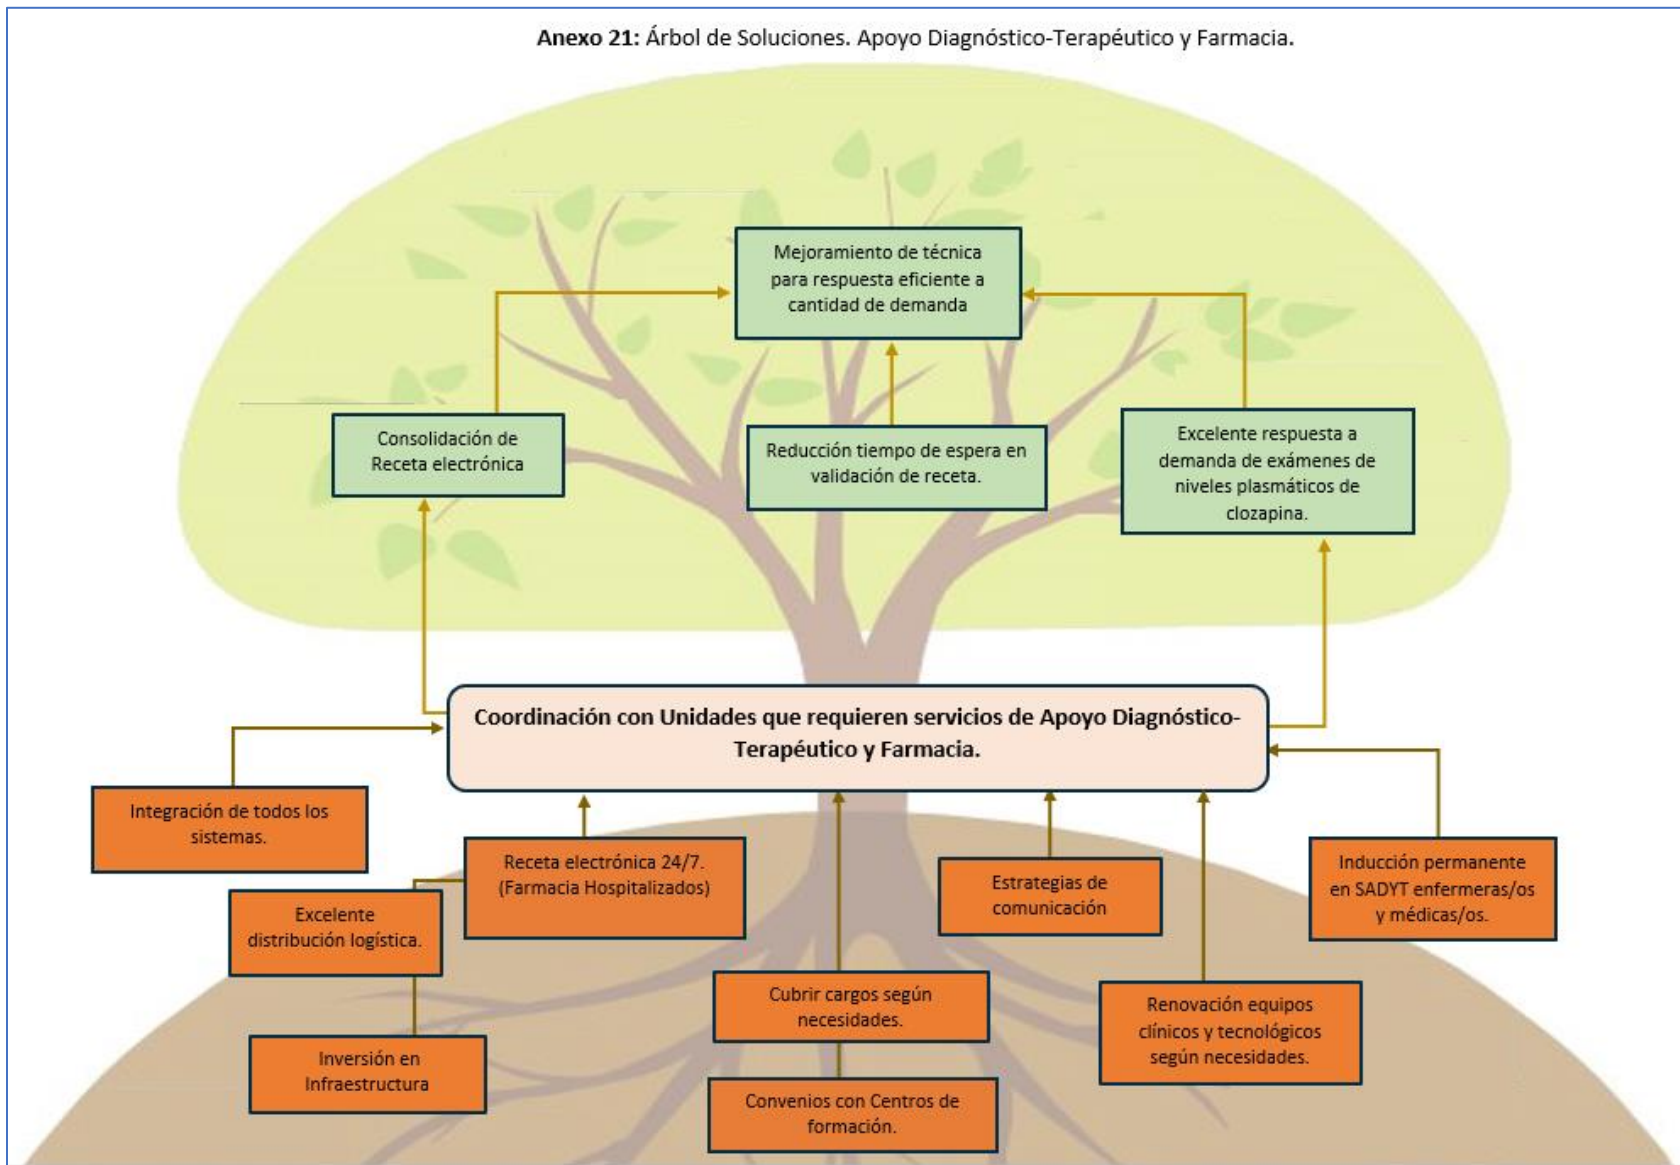 Anexo 21: Árbol de Soluciones. Apoyo Diagnóstico-Terapéutico y Farmacia.
Mejoramiento de técnica
para respuesta eficiente a
cantidad de demanda
Consolidación de
Receta electrónica
Reducción tiempo de espera en
validación de receta.
Excelente respuesta a
demanda de exámenes de
niveles plasmáticos de
clozapina.
Coordinación con Unidades que requieren servicios de Apoyo Diagnóstico-
Terapéutico y Farmacia.
Integración de todos los
sistemas.
Receta electrónica 24/7.
(Farmacia Hospitalizados)
Estrategias de
comunicación
Inducción permanente
en SADYT enfermeras/os
y médicas/os.
Excelente
distribución logística.
Cubrir cargos según
necesidades.
Renovación equipos
clínicos y tecnológicos
según necesidades.
Inversión en
Infraestructura
Convenios con Centros de
formación.